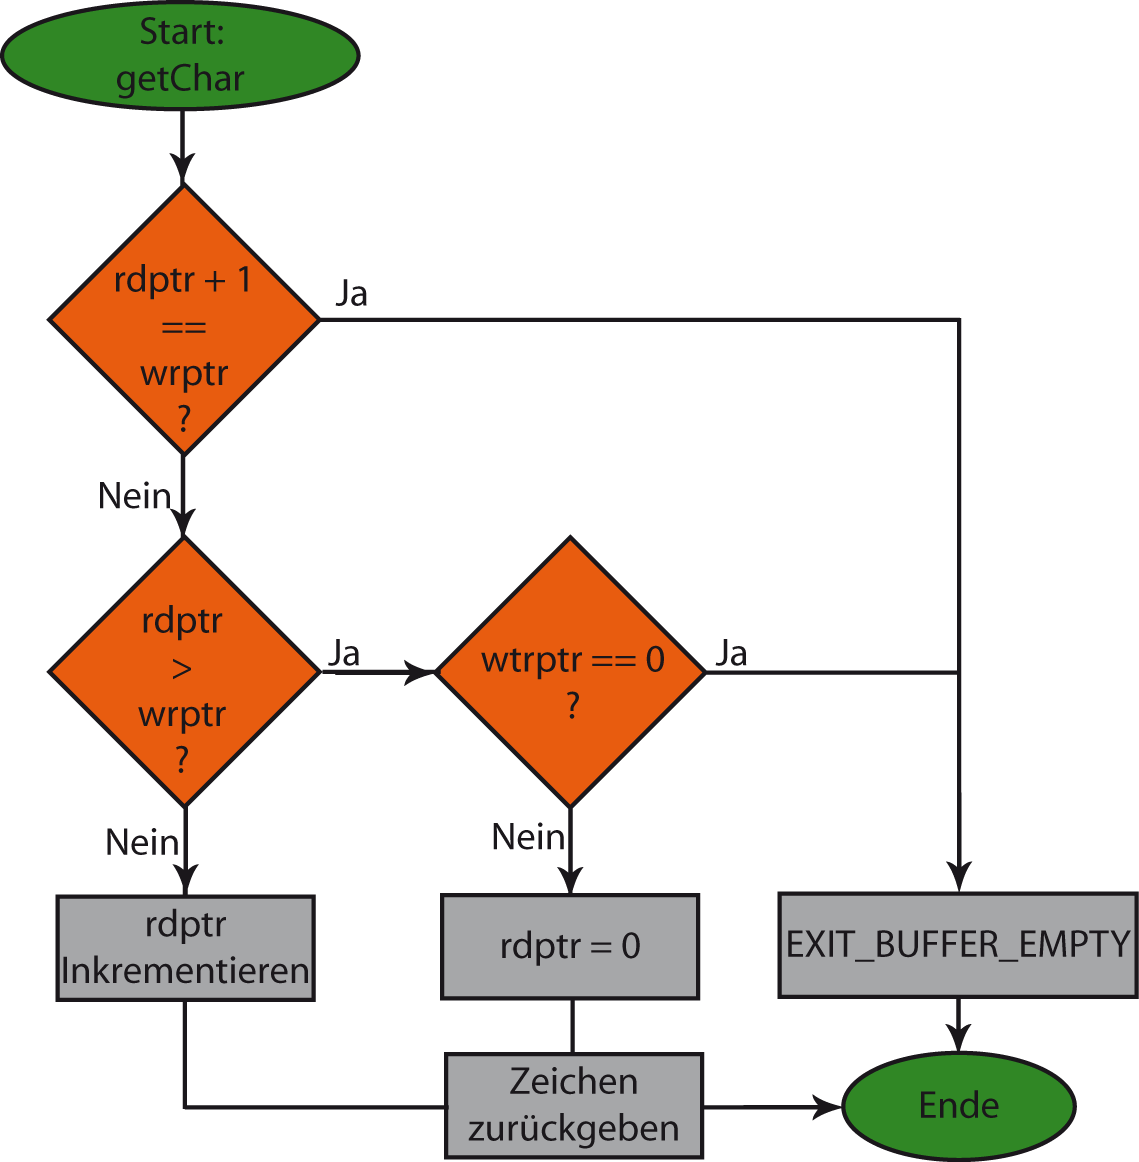 Start:
getChar
rdptr + 1
==
wrptr
?
Ja
Nein
rdptr
>
wrptr
?
Ja
wtrptr == 0
?
Ja
Nein
Nein
rdptr
Inkrementieren
rdptr = 0
EXIT_BUFFER_EMPTY
Zeichen
zurückgeben
Ende